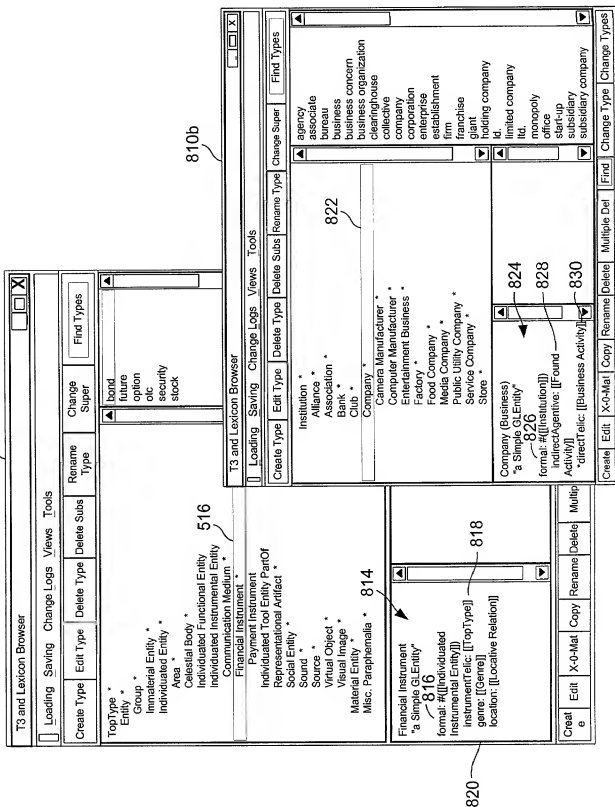 T3 and Lexicon Browser
Loading Saving Change Logs Views Tools
Create Type Edit Type Delete Type Delete Subs Rename Type Change Super Find Types
TopType *
Entity *
Group *
Immaterial Entity *
Individuated Entity *
Area *
Celestial Body *
Individuated Functional Entity
Individuated Instrumental Entity
Communication Medium *
Financial Instrument *
Payment Instrument
Individuated Tool Entity PartOf
Representational Artifact *
Social Entity *
Sound *
Source *
Virtual Object *
Visual Image *
Material Entity *
Misc. Paraphernalia *
516
bond
future
option
otc
security
stock
Financial Instrument
"a Simple GLEntity"
816
formal: #([[Individuated
Instrumental Entity]])
instrumentTelic: [[TopType]]
genre: [[Genre]]
location: [[Locative Relation]]
814
818
820
Creat e Edit X-0-Mal Copy Rename Delete Multip
810b
T3 and Lexicon Browser
Loading Saving Change Logs Views Tools
Create Type Edit Type Delete Type Delete Subs Rename Type Change Super Find Types
Institution *
Alliance *
Association *
Bank *
Club *
Company *
Camera Manufacturer *
Computer Manufacturer *
Entertainment Business *
Factory *
Food Company *
Media Company *
Public Utility Company *
Service Company *
Store *
822
agency
associate
bureau
business
business concern
business organization
clearinghouse
collective
company
corporation
enterprise
establishment
firm
franchise
giant
holding company
ld.
limited company
ltd.
monopoly
office
start-up
subsidiary
subsidiary company
Company (Business)
"a Simple GLEntity"
826
formal: #([[Institution]])
indirectAgentive: [[Found
Activity]]
*directTelic: [[Business Activity]]
824
828
830
Create Edit X-0-Mal Copy Rename Delete Multiple Del Find Change Type Change Types